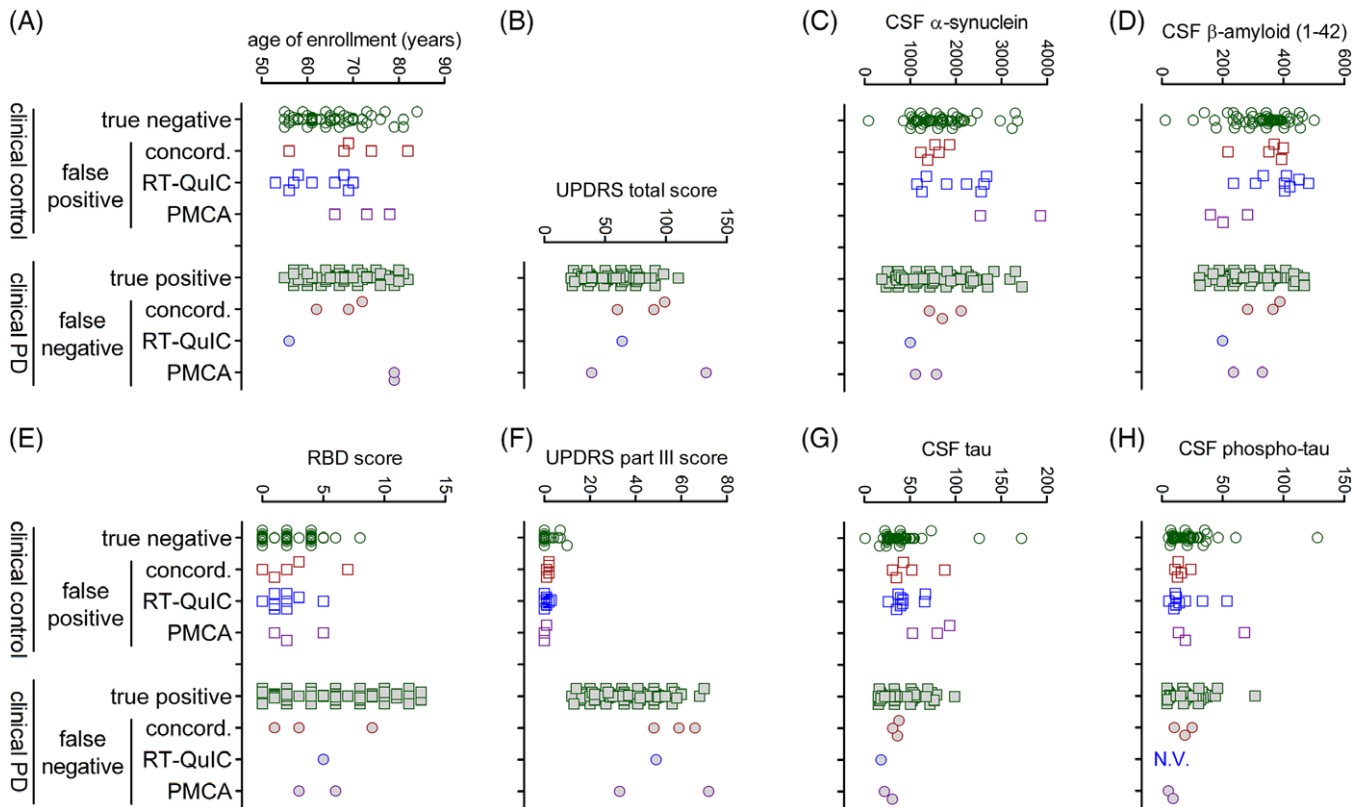 (A)
age of enrollment (years)
50 60 70 80 90
(B)
UPDRS total score
0 50 100 150
(C)
CSF α-synuclein
0 1000 2000 3000 4000
(D)
CSF β-amyloid (1-42)
0 200 400 600
clinical control
true negative
false positive
concord.
RT-QuIC
PMCA
clinical PD
true positive
false negative
concord.
RT-QuIC
PMCA
(E)
RBD score
0 5 10 15
(F)
UPDRS part III score
0 20 40 60 80
(G)
CSF tau
0 50 100 150 200
(H)
CSF phospho-tau
0 50 100 150
clinical control
true negative
false positive
concord.
RT-QuIC
PMCA
clinical PD
true positive
false negative
concord.
RT-QuIC
PMCA
N.V.